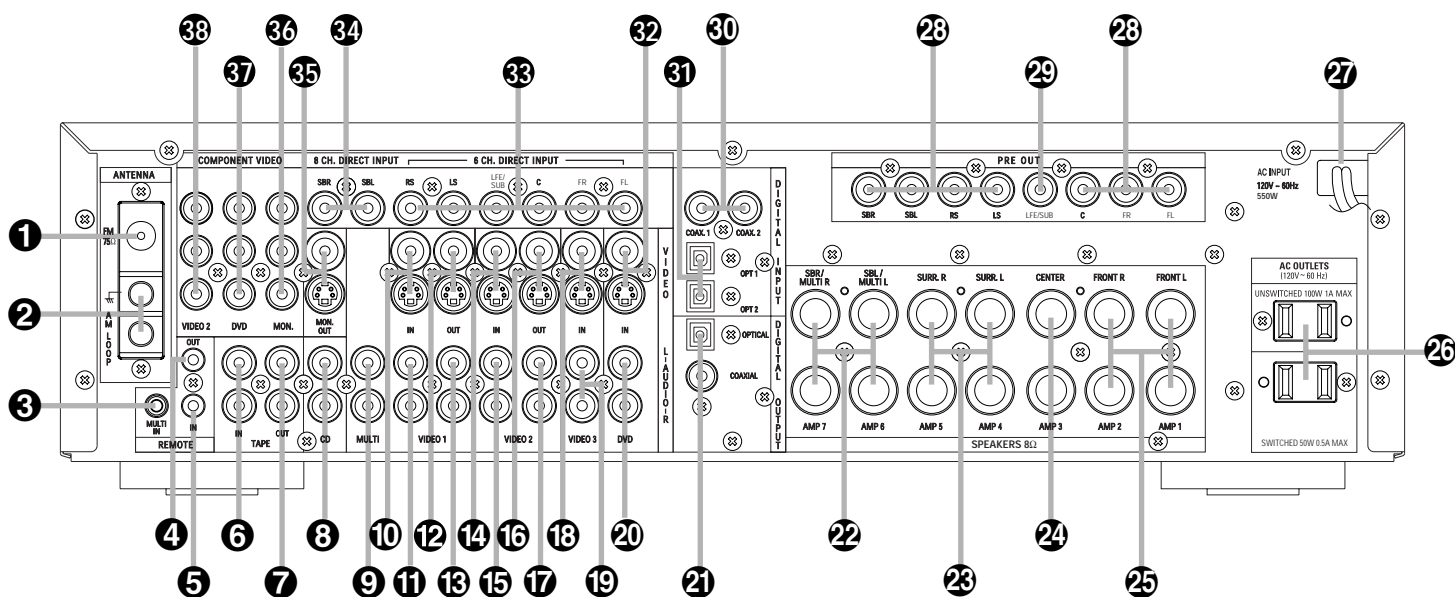 38 36 34 32 30 28 28
37 35 33 31 29 27
COMPONENT VIDEO 8 CH. DIRECT INPUT 6 CH. DIRECT INPUT
PRE OUT
ANTENNA
SBR SBL RS LS LFE/SUB C FR FL
AC INPUT
120V ~ 60Hz
550W
1
FM 75Ω
COAX. 1 COAX. 2
DIGITAL INPUT
SBR SBL RS LS LFE/SUB C FR FL
VIDEO
OPT 1
OPT 2
SBR/MULTI R SBL/MULTI L SURR. R SURR. L CENTER FRONT R FRONT L
AC OUTLETS
(120V ~ 60 Hz)
UNSWITCHED 100W 1A MAX
2
AM LOOP
VIDEO 2 DVD MON. MON. OUT IN OUT IN OUT IN IN
OUT
OPTICAL
COAXIAL
DIGITAL OUTPUT
L-AUDIO-R
22 23 24 25 26
3
MULTI IN
IN
REMOTE
IN OUT
TAPE
CD MULTI VIDEO 1 VIDEO 2 VIDEO 3 DVD
AMP 7 AMP 6 AMP 5 AMP 4 AMP 3 AMP 2 AMP 1
SPEAKERS 8Ω
SWITCHED 50W 0.5A MAX
4 6 8 10 12 14 16 18 20
5 7 9 11 13 15 17 19 21